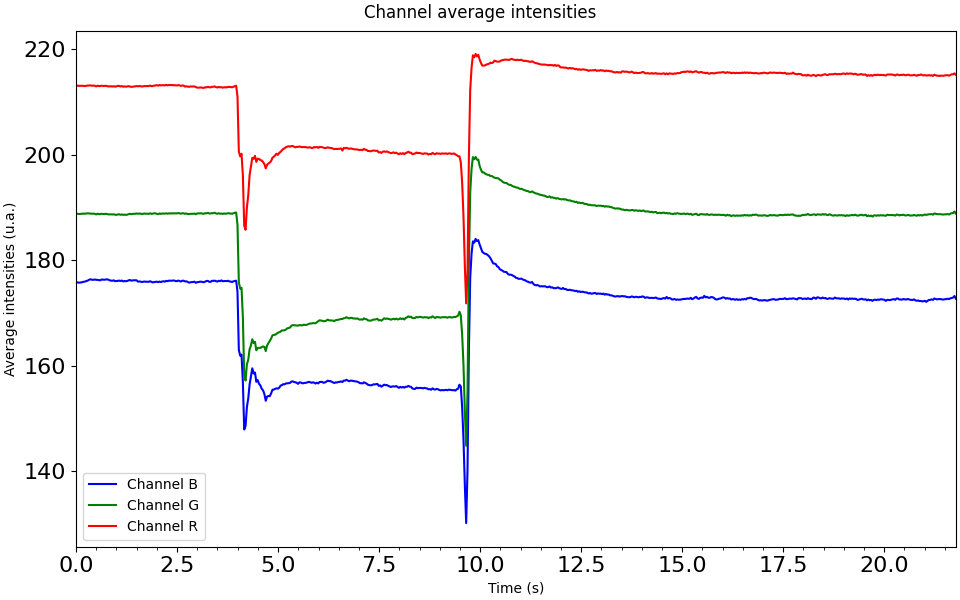 Channel average intensities
Average intensities (u.a.)
220
200
180
160
140
Channel B
Channel G
Channel R
0.0 2.5 5.0 7.5 10.0 12.5 15.0 17.5 20.0
Time (s)